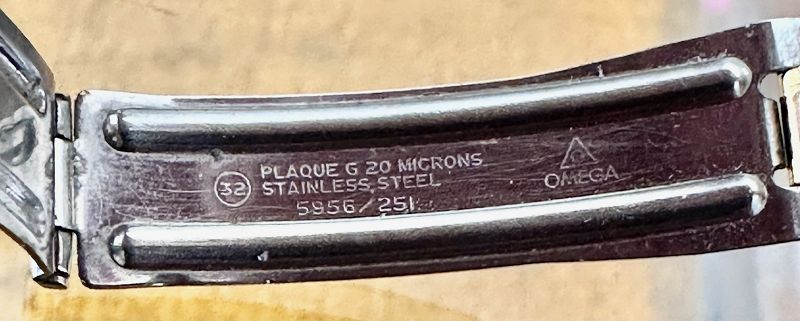 32
PLAQUE G 20 MICRONS
STAINLESS STEEL
5956/251
OMEGA